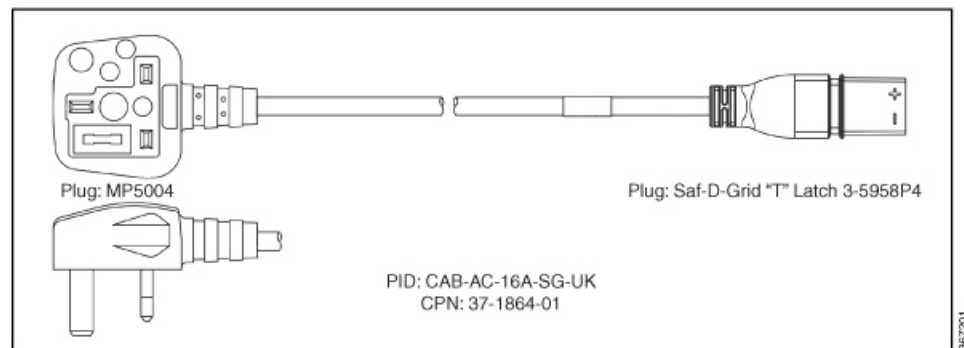 +
−
Plug: MP5004
Plug: Saf-D-Grid "T" Latch 3-5958P4
PID: CAB-AC-16A-SG-UK
CPN: 37-1864-01